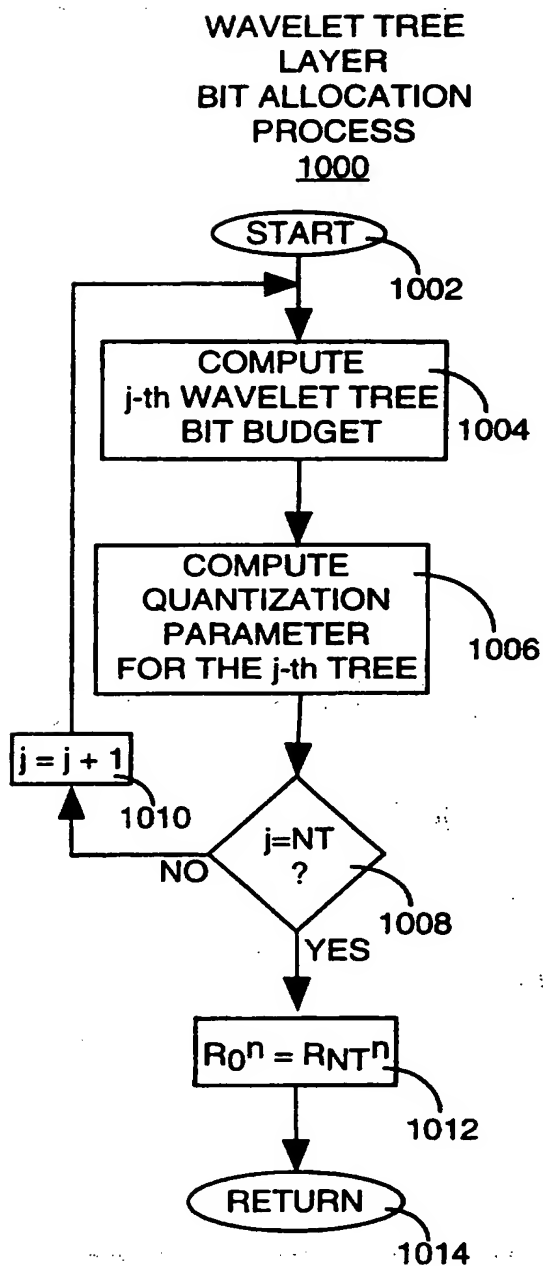 WAVELET TREE
LAYER
BIT ALLOCATION
PROCESS
1000
START
1002
COMPUTE
j-th WAVELET TREE
BIT BUDGET
1004
COMPUTE
QUANTIZATION
PARAMETER
FOR THE j-th TREE
1006
j = j + 1
1010
j=NT
?
NO
1008
YES
R₀ⁿ = R_NTⁿ
1012
RETURN
1014